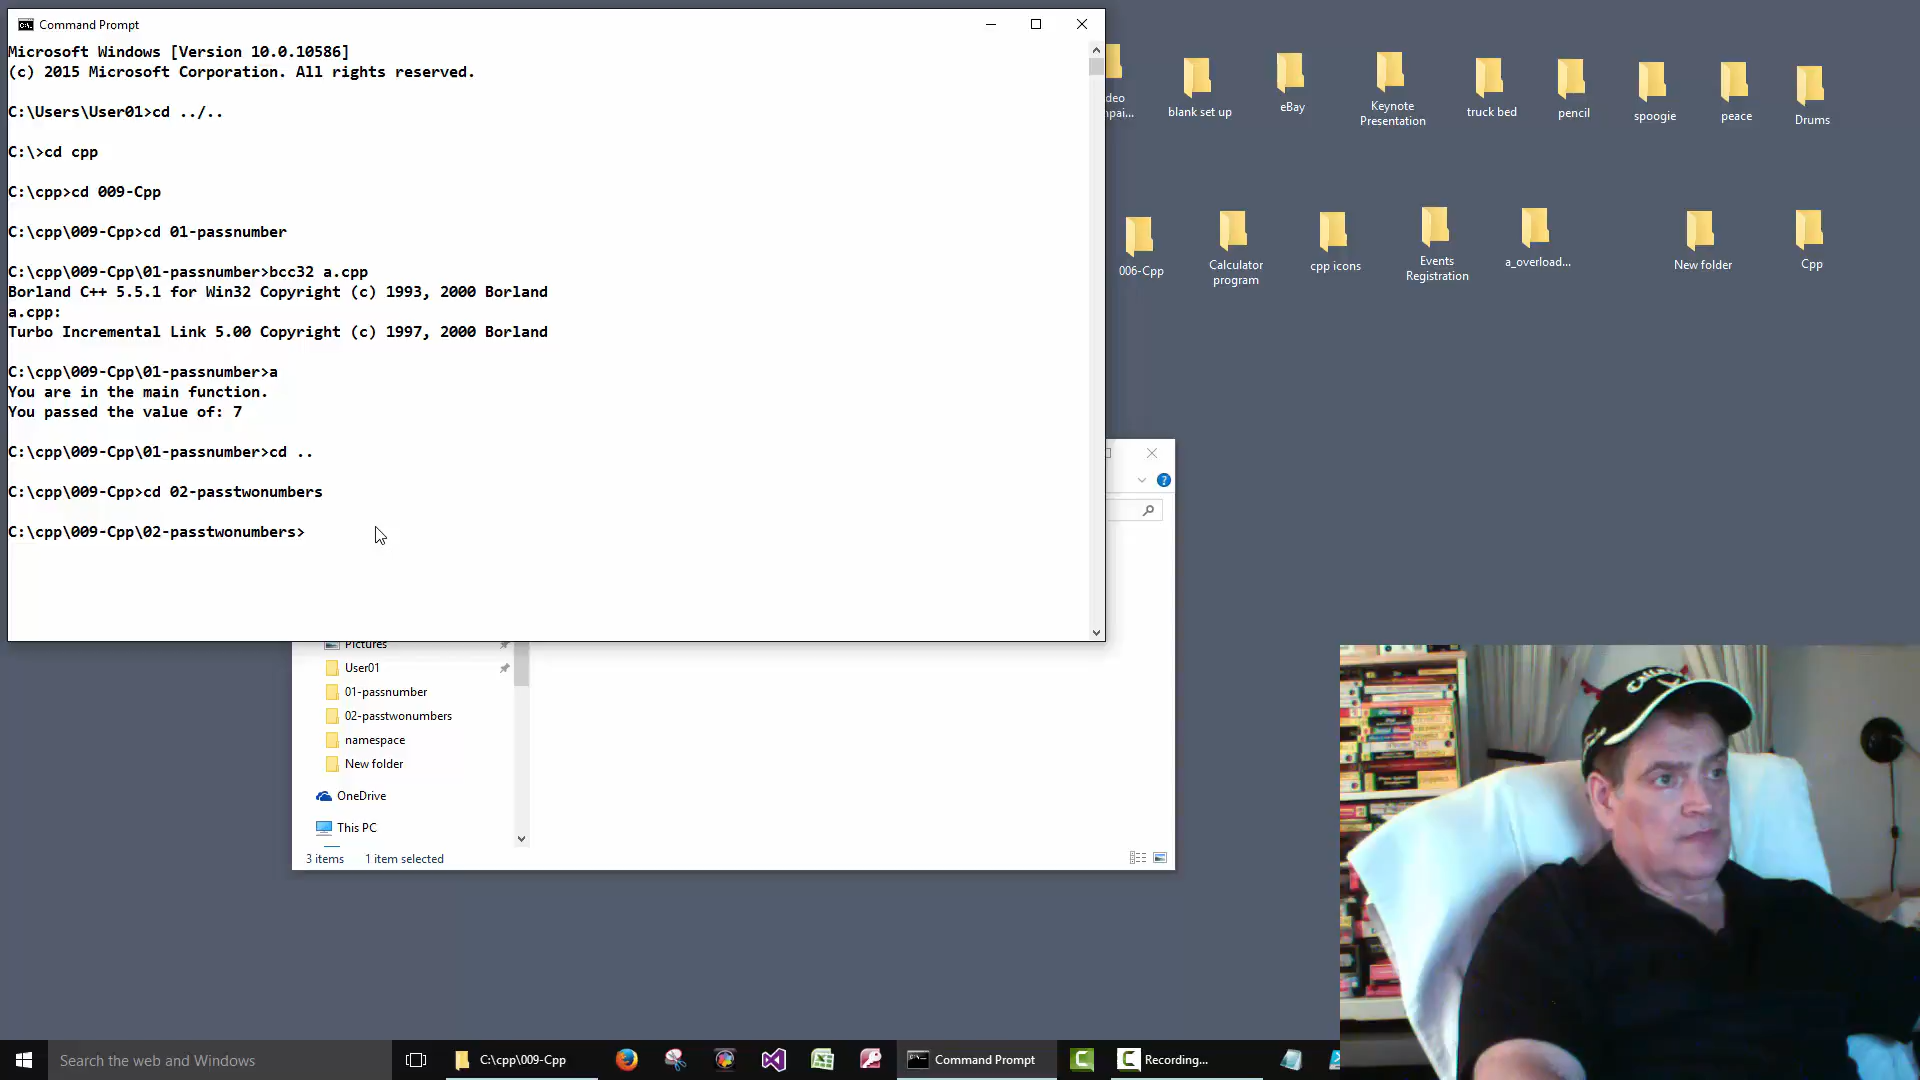 Command Prompt
Microsoft Windows [Version 10.0.10586]
(c) 2015 Microsoft Corporation. All rights reserved.
C:\Users\User01>cd ../..
C:\>cd cpp
C:\cpp>cd 009-Cpp
C:\cpp\009-Cpp>cd 01-passnumber
C:\cpp\009-Cpp\01-passnumber>bcc32 a.cpp
Borland C++ 5.5.1 for Win32 Copyright (c) 1993, 2000 Borland
a.cpp:
Turbo Incremental Link 5.00 Copyright (c) 1997, 2000 Borland
C:\cpp\009-Cpp\01-passnumber>a
You are in the main function.
You passed the value of: 7
C:\cpp\009-Cpp\01-passnumber>cd ..
C:\cpp\009-Cpp>cd 02-passtwonumbers
C:\cpp\009-Cpp\02-passtwonumbers>
deo
npai...
blank set up
eBay
Keynote
Presentation
truck bed
pencil
spoogie
peace
Drums
006-Cpp
Calculator
program
cpp icons
Events
Registration
a_overload...
New folder
Cpp
Pictures
User01
01-passnumber
02-passtwonumbers
namespace
New folder
OneDrive
This PC
3 items
1 item selected
Search the web and Windows
C:\cpp\009-Cpp
Command Prompt
Recording...